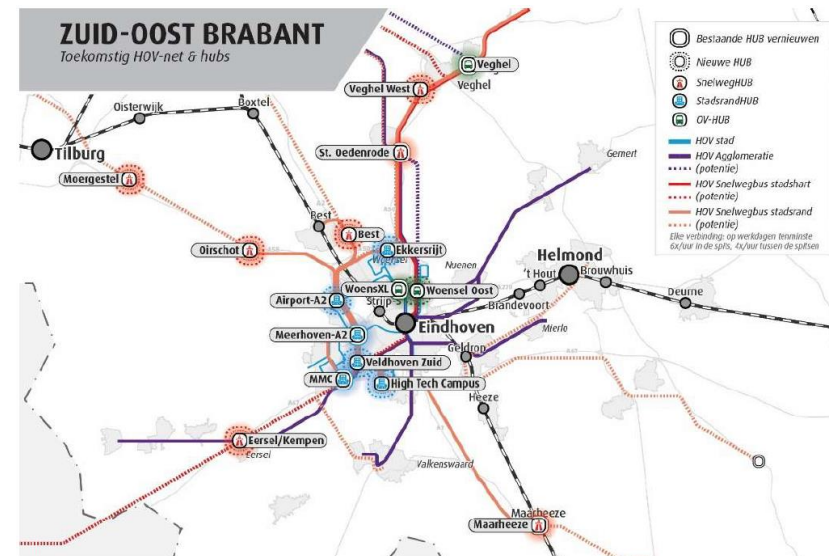 ZUID-OOST BRABANT
Toekomstig HOV-net & hubs
Bestaande HUB vernieuwen
Nieuwe HUB
SnelwegHUB
StadsrandHUB
OV-HUB
HOV stad
HOV Agglomeratie
(potentie)
HOV Snelwegbus stadshart
(potentie)
HOV Snelwegbus stadsrand
(potentie)
Elke verbinding: op werkdagen tenminste
6x/uur in de spits, 4x/uur tussen de spitsen
Veghel
Veghel
Veghel West
Oisterwijk
Boxtel
Tilburg
St. Oedenrode
Gemert
Moergestel
Best
Best
Oirschot
Ekkersrijt
Nuenen
Helmond
't Hout
Brouwhuis
WoensXL
Woensel Oost
Airport-A2
Strijp-S
Blandevoort
Deurne
Eindhoven
Meerhoven-A2
Mierlo
Geldrop
Veldhoven Zuid
MMC
High Tech Campus
Heeze
Eersel/Kempen
Eersel
Valkenswaard
Maarheeze
Maarheeze